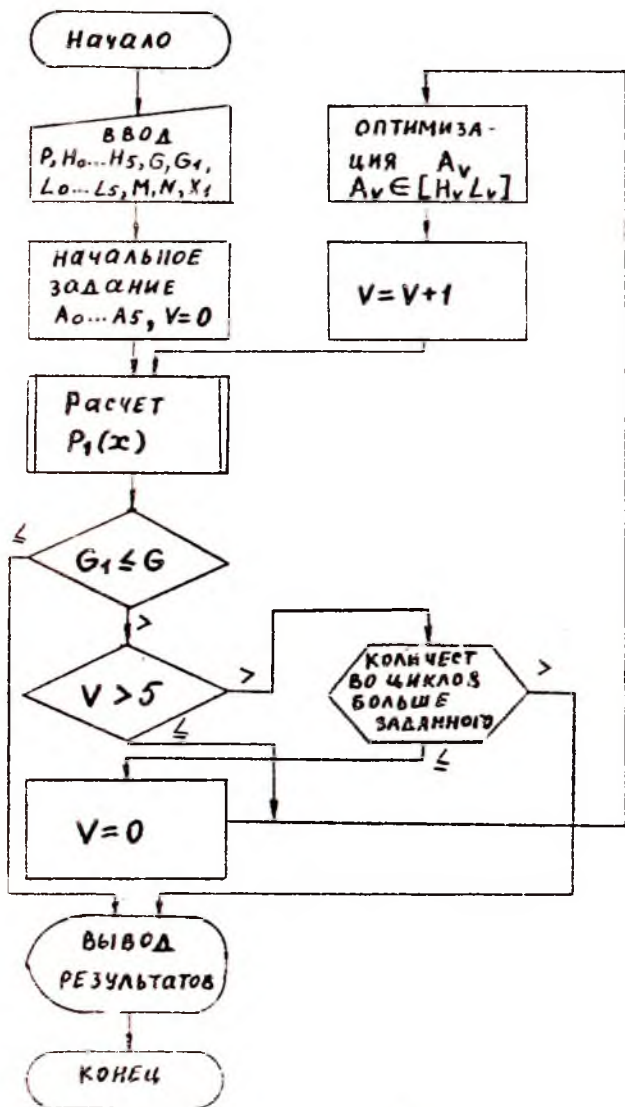 Начало
ВВОД
P, H₀...H₅, G, G₁,
L₀...L₅, M, N, X₁
НАЧАЛЬНОЕ
ЗАДАНИЕ
A₀...A₅, V=0
ОПТИМИЗА-
ЦИЯ Aᵥ
Aᵥ ∈ [Hᵥ Lᵥ]
V = V+1
РАСЧЕТ
P₁(x)
≤
G₁ ≤ G
>
V > 5
>
≤
КОЛИЧЕСТ
ВО ЦИКЛОВ
БОЛЬШЕ
ЗАДАННОГО
>
≤
V = 0
ВЫВОД
РЕЗУЛЬТАТОВ
КОНЕЦ